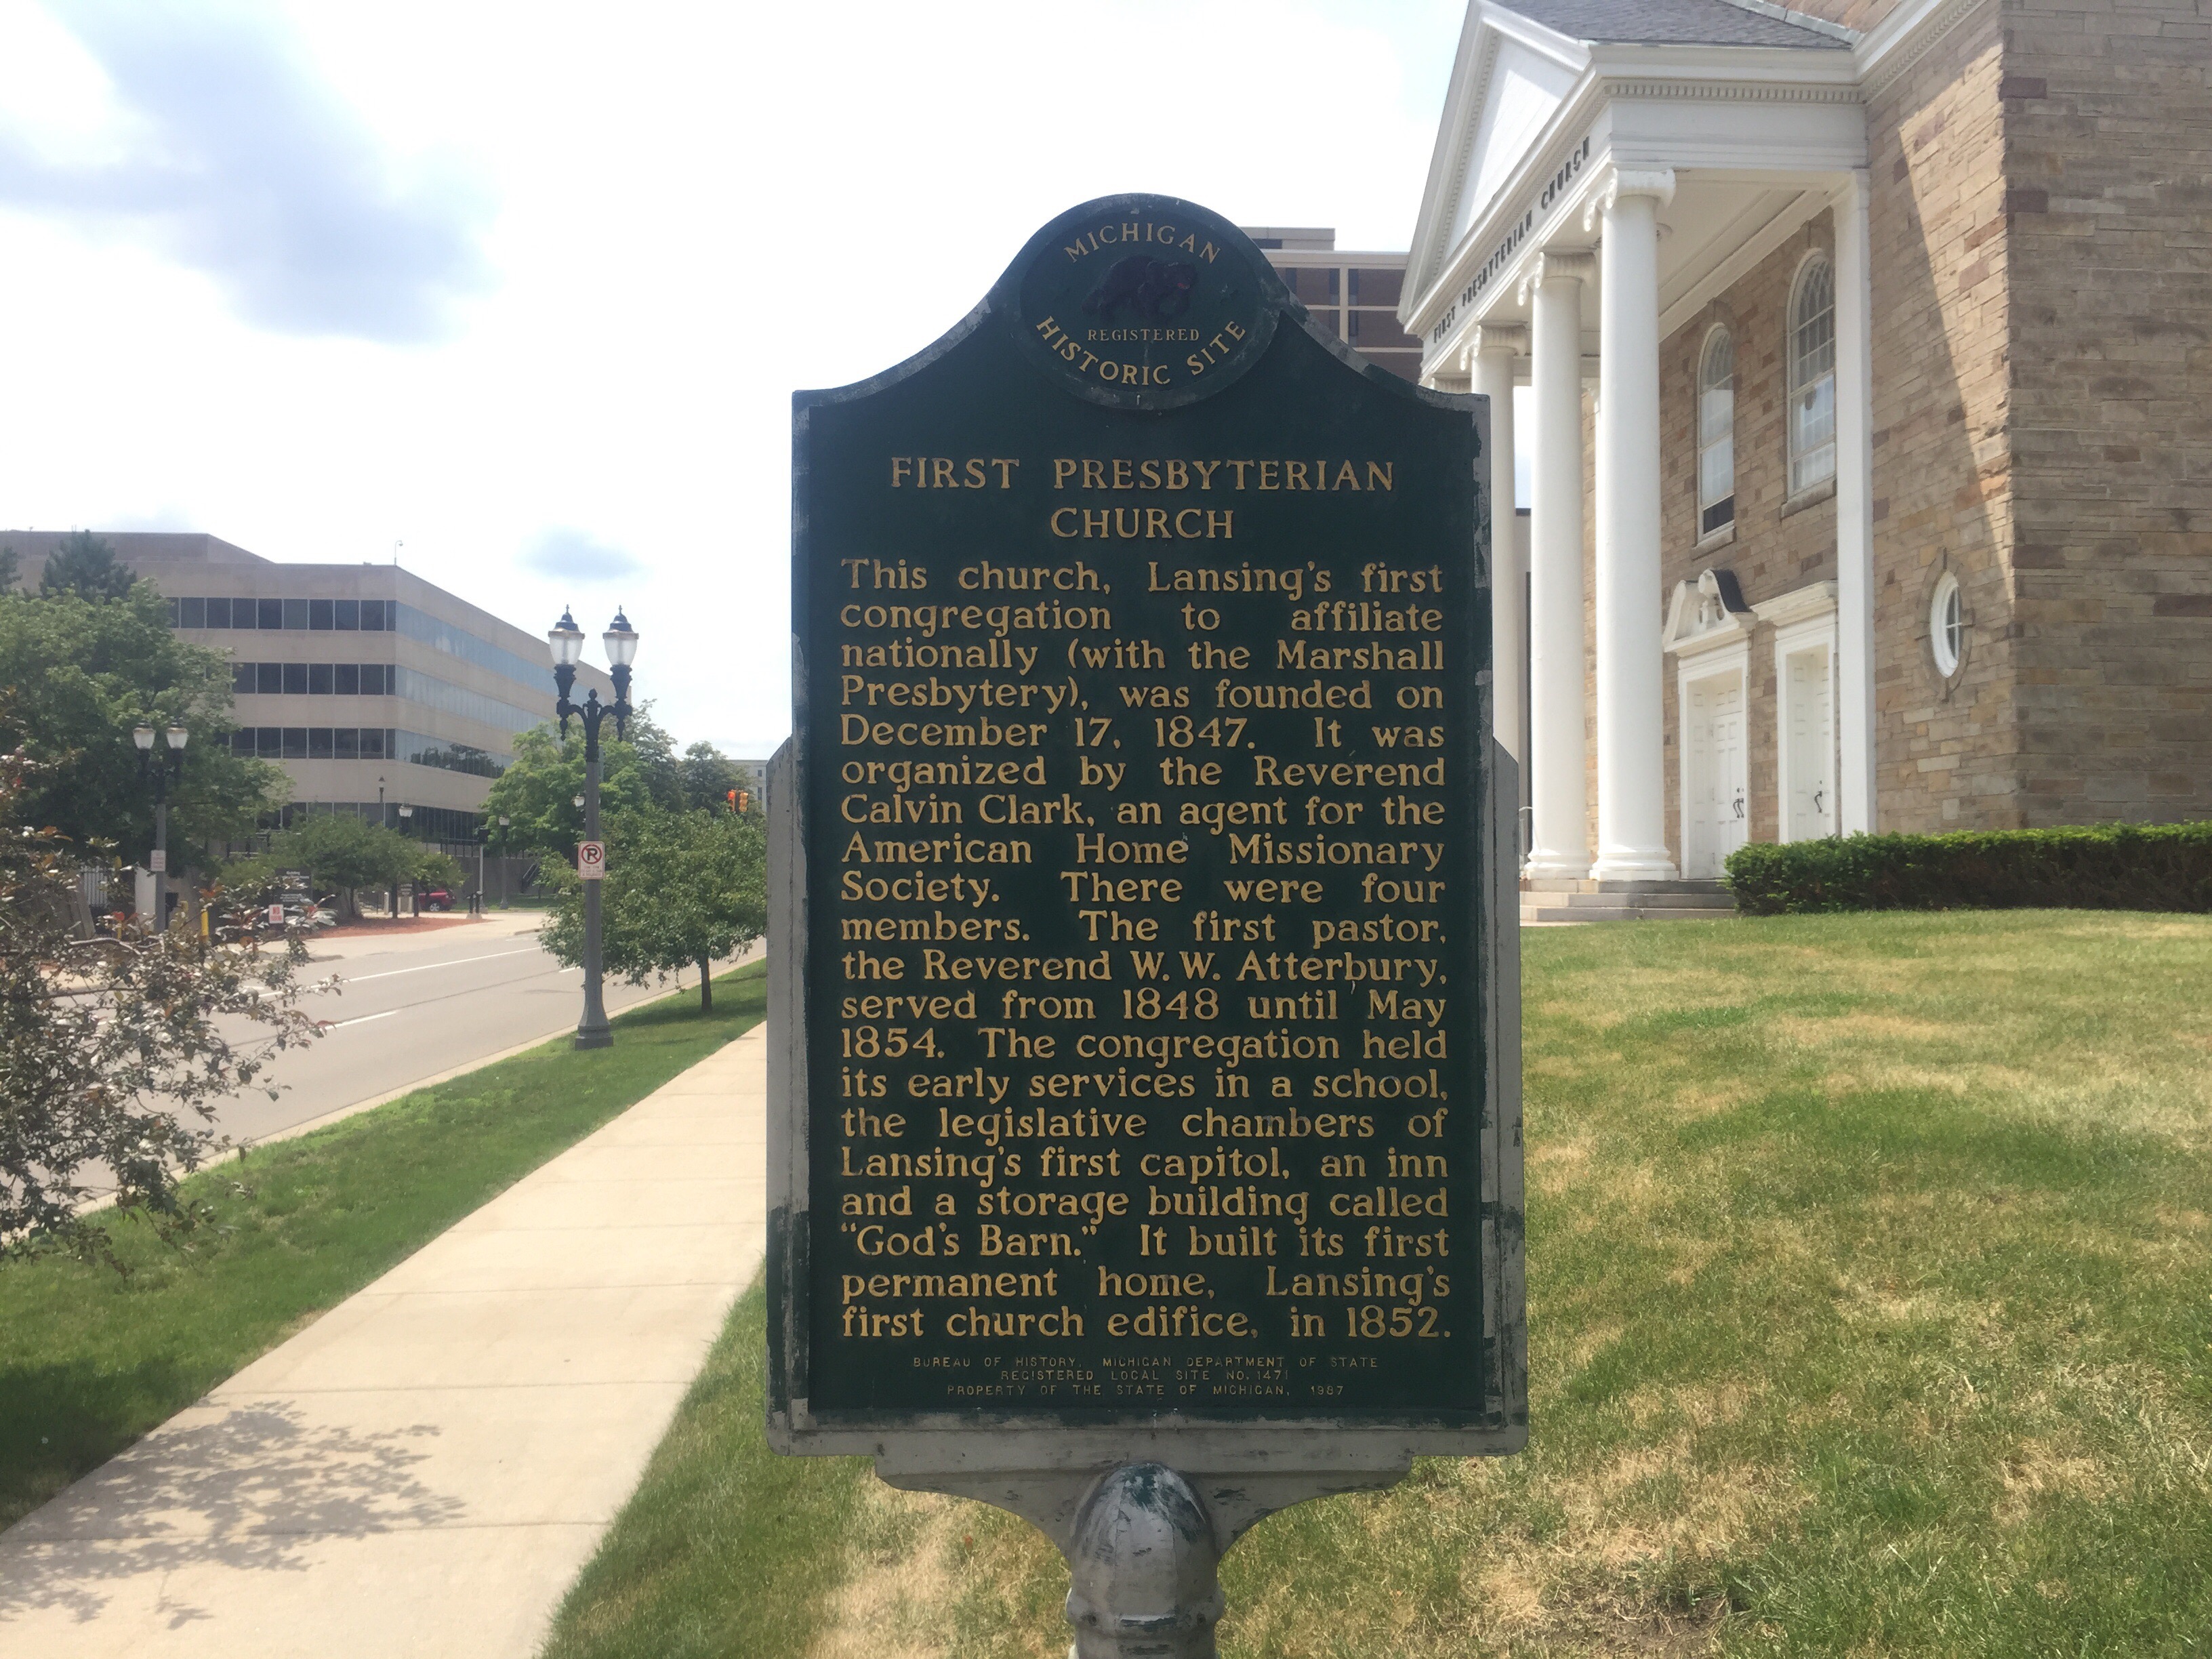 MICHIGAN
REGISTERED
HISTORIC SITE
FIRST PRESBYTERIAN
CHURCH
This church, Lansing's first
congregation to affiliate
nationally (with the Marshall
Presbytery), was founded on
December 17, 1847. It was
organized by the Reverend
Calvin Clark, an agent for the
American Home Missionary
Society. There were four
members. The first pastor,
the Reverend W. W. Atterbury,
served from 1848 until May
1854. The congregation held
its early services in a school,
the legislative chambers of
Lansing's first capitol, an inn
and a storage building called
"God's Barn." It built its first
permanent home, Lansing's
first church edifice, in 1852.
BUREAU OF HISTORY, MICHIGAN DEPARTMENT OF STATE
REGISTERED LOCAL SITE NO. 1471
PROPERTY OF THE STATE OF MICHIGAN, 1987
FIRST PRESBYTERIAN CHURCH